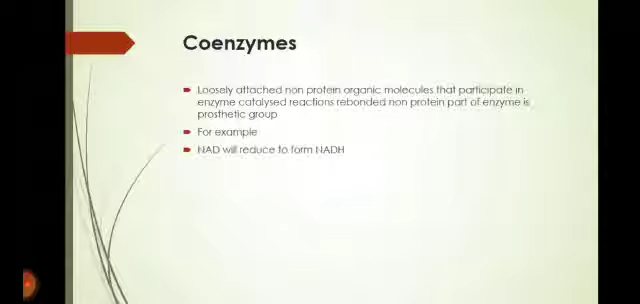 Coenzymes
Loosely attached non protein organic molecules that participate in
enzyme catalysed reactions rebonded non protein part of enzyme is
prosthetic group
For example
NAD will reduce to form NADH